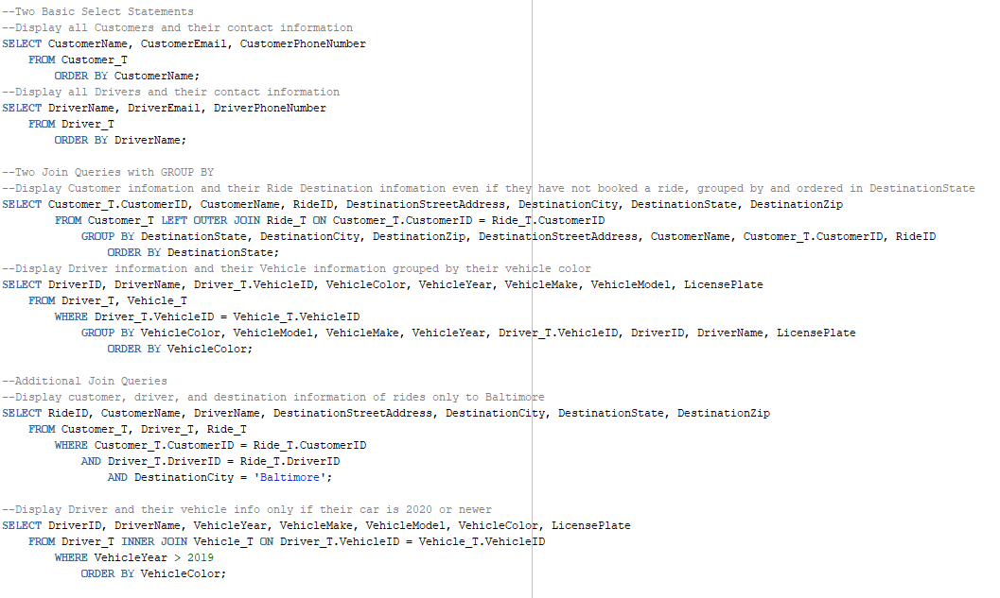 --Two Basic Select Statements
--Display all Customers and their contact information
SELECT CustomerName, CustomerEmail, CustomerPhoneNumber
FROM Customer_T
ORDER BY CustomerName;
--Display all Drivers and their contact information
SELECT DriverName, DriverEmail, DriverPhoneNumber
FROM Driver_T
ORDER BY DriverName;
--Two Join Queries with GROUP BY
--Display Customer infomation and their Ride Destination infomation even if they have not booked a ride, grouped by and ordered in DestinationState
SELECT Customer_T.CustomerID, CustomerName, RideID, DestinationStreetAddress, DestinationCity, DestinationState, DestinationZip
FROM Customer_T LEFT OUTER JOIN Ride_T ON Customer_T.CustomerID = Ride_T.CustomerID
GROUP BY DestinationState, DestinationCity, DestinationZip, DestinationStreetAddress, CustomerName, Customer_T.CustomerID, RideID
ORDER BY DestinationState;
--Display Driver information and their Vehicle information grouped by their vehicle color
SELECT DriverID, DriverName, Driver_T.VehicleID, VehicleColor, VehicleYear, VehicleMake, VehicleModel, LicensePlate
FROM Driver_T, Vehicle_T
WHERE Driver_T.VehicleID = Vehicle_T.VehicleID
GROUP BY VehicleColor, VehicleModel, VehicleMake, VehicleYear, Driver_T.VehicleID, DriverID, DriverName, LicensePlate
ORDER BY VehicleColor;
--Additional Join Queries
--Display customer, driver, and destination information of rides only to Baltimore
SELECT RideID, CustomerName, DriverName, DestinationStreetAddress, DestinationCity, DestinationState, DestinationZip
FROM Customer_T, Driver_T, Ride_T
WHERE Customer_T.CustomerID = Ride_T.CustomerID
AND Driver_T.DriverID = Ride_T.DriverID
AND DestinationCity = 'Baltimore';
--Display Driver and their vehicle info only if their car is 2020 or newer
SELECT DriverID, DriverName, VehicleYear, VehicleMake, VehicleModel, VehicleColor, LicensePlate
FROM Driver_T INNER JOIN Vehicle_T ON Driver_T.VehicleID = Vehicle_T.VehicleID
WHERE VehicleYear > 2019
ORDER BY VehicleColor;